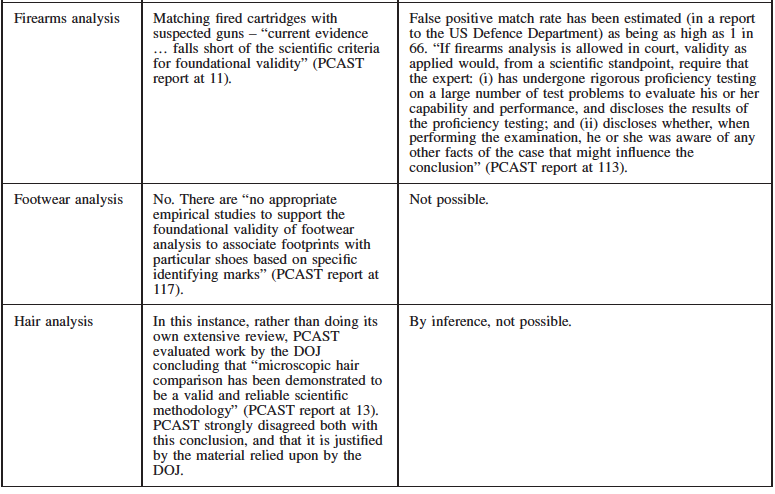 Firearms analysis
Matching fired cartridges with
suspected guns – “current evidence
… falls short of the scientific criteria
for foundational validity” (PCAST
report at 11).
False positive match rate has been estimated (in a report
to the US Defence Department) as being as high as 1 in
66. “If firearms analysis is allowed in court, validity as
applied would, from a scientific standpoint, require that
the expert: (i) has undergone rigorous proficiency testing
on a large number of test problems to evaluate his or her
capability and performance, and discloses the results of
the proficiency testing; and (ii) discloses whether, when
performing the examination, he or she was aware of any
other facts of the case that might influence the
conclusion” (PCAST report at 113).
Footwear analysis
No. There are “no appropriate
empirical studies to support the
foundational validity of footwear
analysis to associate footprints with
particular shoes based on specific
identifying marks” (PCAST report at
117).
Not possible.
Hair analysis
In this instance, rather than doing its
own extensive review, PCAST
evaluated work by the DOJ
concluding that “microscopic hair
comparison has been demonstrated to
be a valid and reliable scientific
methodology” (PCAST report at 13).
PCAST strongly disagreed both with
this conclusion, and that it is justified
by the material relied upon by the
DOJ.
By inference, not possible.